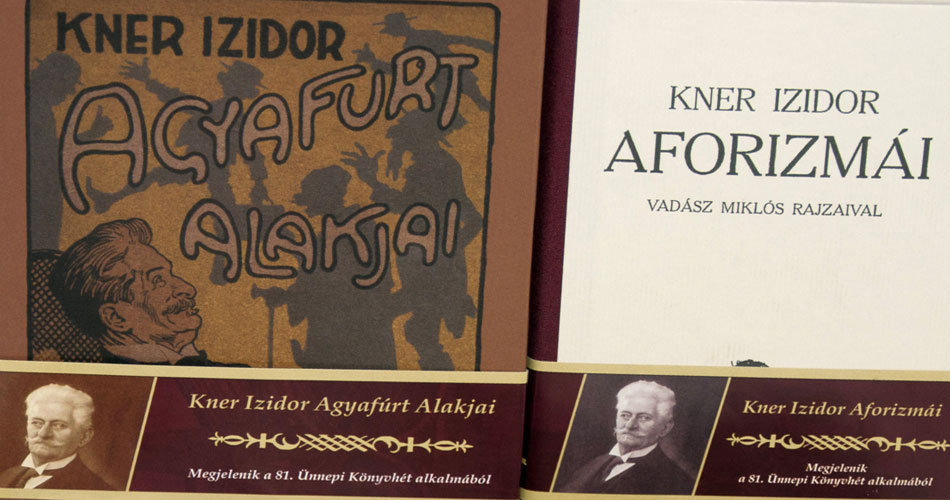 KNER IZIDOR
AGYAFURT
ALAKJAI
Kner Izidor Agyafúrt Alakjai
Megjelenik a 81. Ünnepi Könyvhét alkalmából
KNER IZIDOR
AFORIZMÁI
VADÁSZ MIKLÓS RAJZAIVAL
Kner Izidor Aforizmái
Megjelenik
a 81. Ünnepi Könyvhét alkalmából